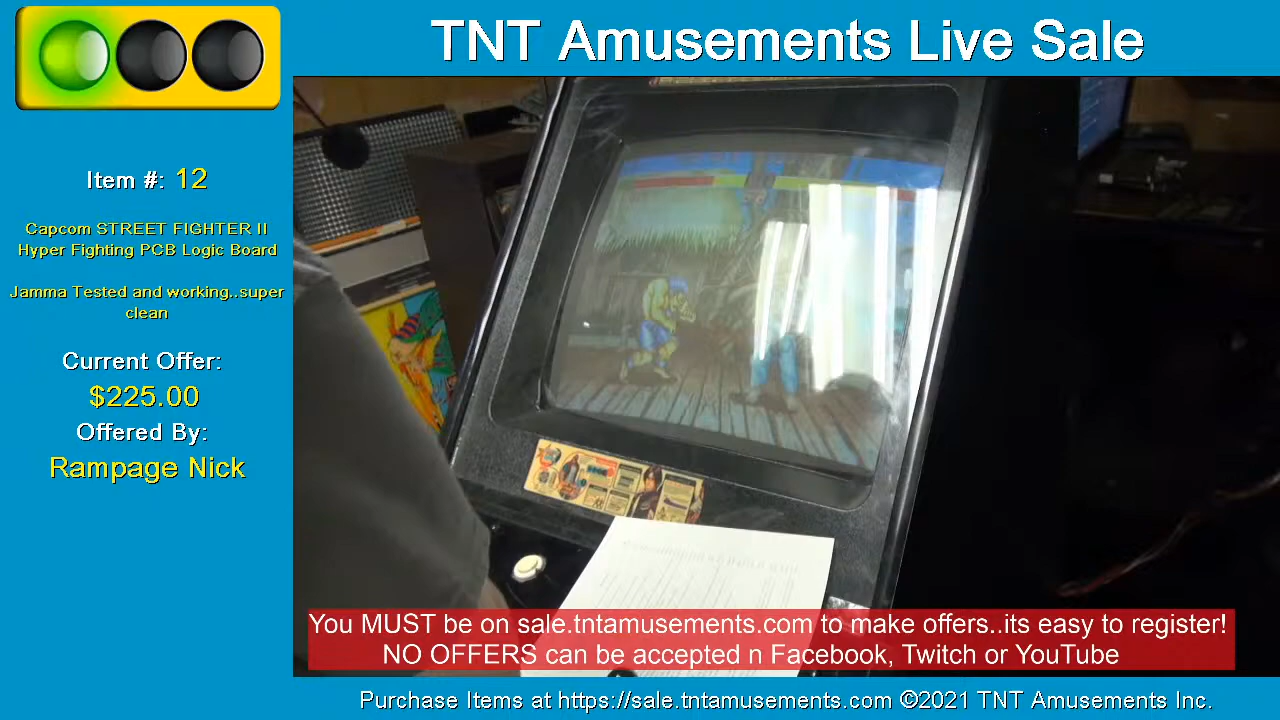 TNT Amusements Live Sale
Item #: 12
Capcom STREET FIGHTER II
Hyper Fighting PCB Logic Board
Jamma Tested and working..super
clean
Current Offer:
$225.00
Offered By:
Rampage Nick
You MUST be on sale.tntamusements.com to make offers..its easy to register!
NO OFFERS can be accepted n Facebook, Twitch or YouTube
Purchase Items at https://sale.tntamusements.com ©2021 TNT Amusements Inc.